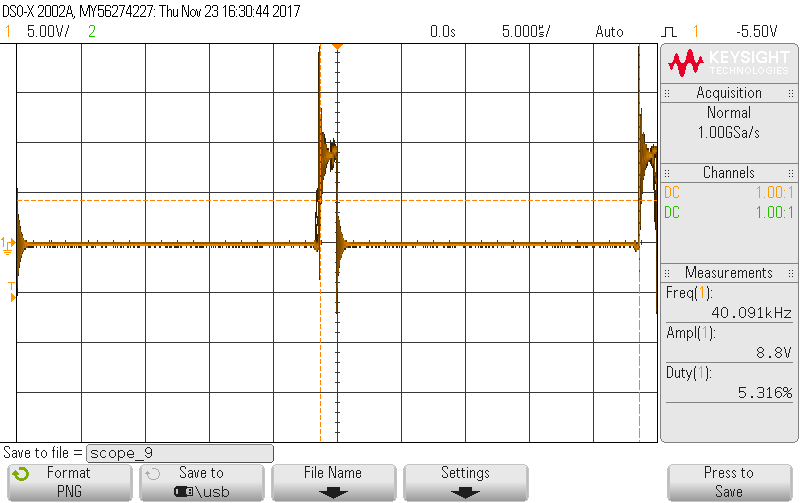 DSO-X 2002A, MY56274227: Thu Nov 23 16:30:44 2017
1 5.00V/ 2 0.0s 5.000µs/ Auto 1 -5.50V
KEYSIGHT
TECHNOLOGIES
Acquisition
Normal
1.00GSa/s
Channels
DC 1.00:1
DC 1.00:1
Measurements
Freq(1):
40.091kHz
Ampl(1):
8.8V
Duty(1):
5.316%
1
T
Save to file = scope_9
Format
PNG
Save to
\usb
File Name
Settings
Press to
Save